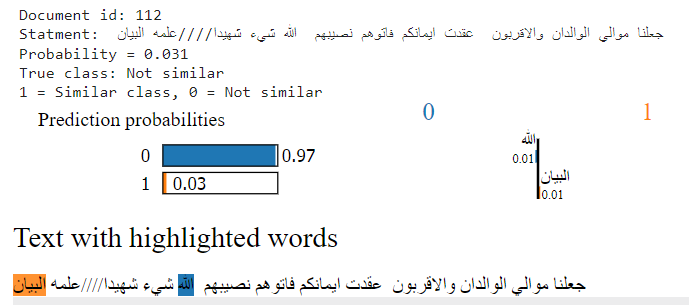 Document id: 112
Statment: جعلنا موالي الوالدان والاقربون عقدت ايمانكم فاتوهم نصيبهم الله شيء شهيدا////علمه البيان
Probability = 0.031
True class: Not similar
1 = Similar class, 0 = Not similar
Prediction probabilities
0 0.97
1 0.03
0 1
الله
0.01
البيان
0.01
Text with highlighted words
جعلنا موالي الوالدان والاقربون عقدت ايمانكم فاتوهم نصيبهم الله شيء شهيدا////علمه البيان